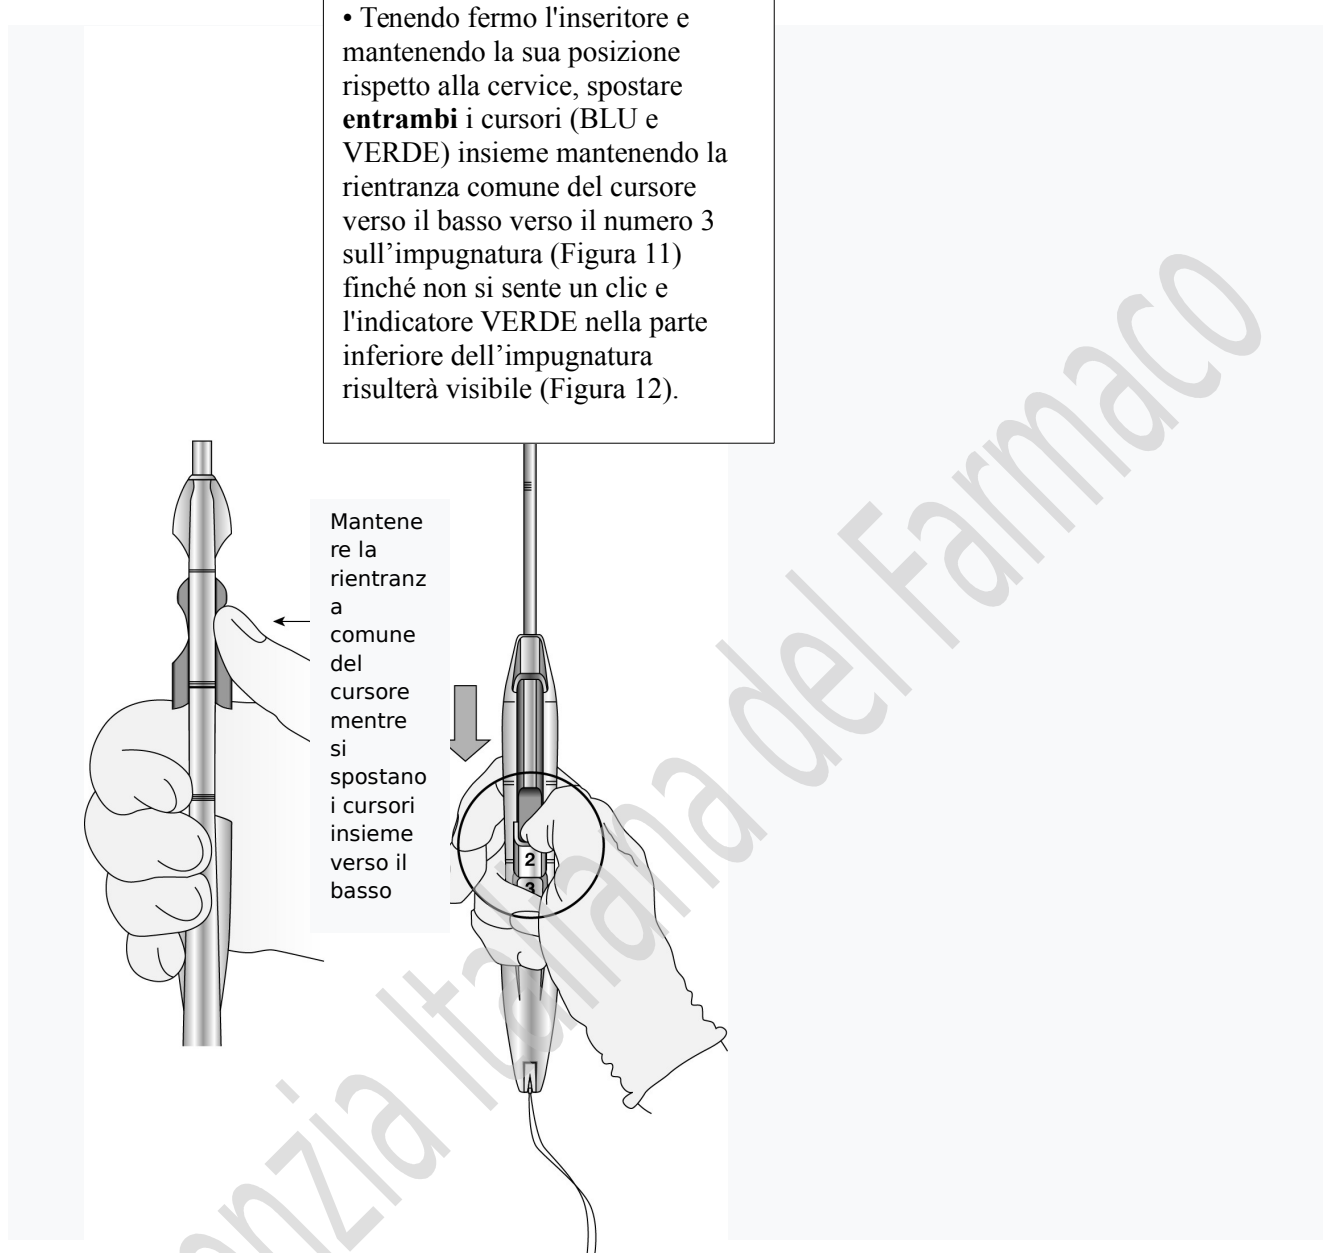 • Tenendo fermo l'inseritore e
mantenendo la sua posizione
rispetto alla cervice, spostare
entrambi i cursori (BLU e
VERDE) insieme mantenendo la
rientranza comune del cursore
verso il basso verso il numero 3
sull’impugnatura (Figura 11)
finché non si sente un clic e
l'indicatore VERDE nella parte
inferiore dell’impugnatura
risulterà visibile (Figura 12).
Mantene
re la
rientranz
a
comune
del
cursore
mentre
si
spostano
i cursori
insieme
verso il
basso
2
3
enzia Italiana del Farmaco